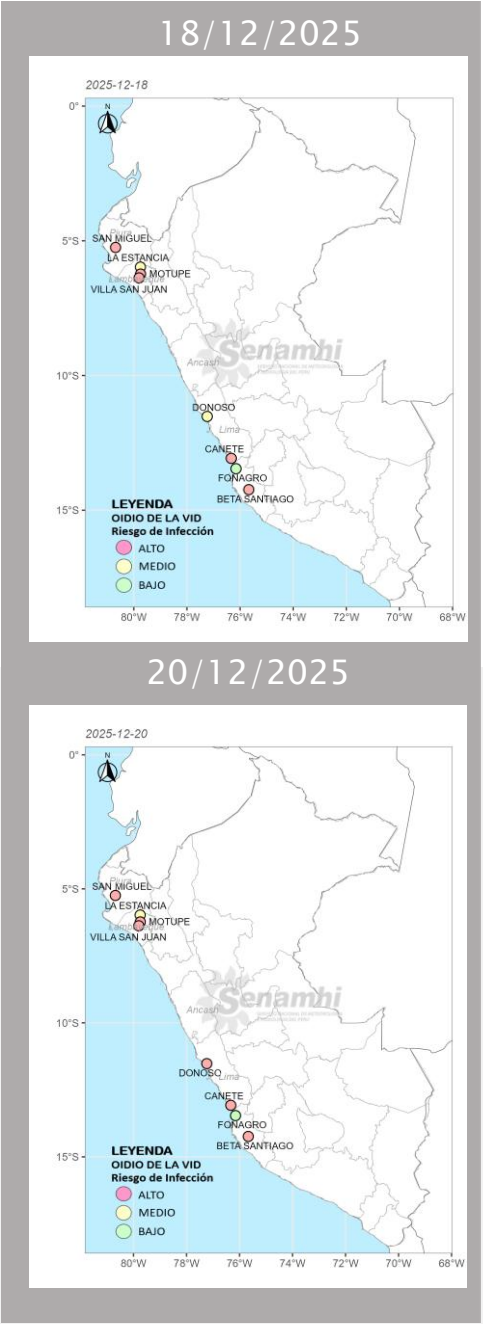 18/12/2025
2025-12-18
N
0°
Piura
SAN MIGUEL
5°S
LA ESTANCIA
MOTUPE
Lambayeque
VILLA SAN JUAN
Senamhi
Ancash
10°S
DONOSO
Lima
CANETE
FONAGRO
BETA SANTIAGO
15°S
LEYENDA
OIDIO DE LA VID
Riesgo de Infección
ALTO
MEDIO
BAJO
80°W 78°W 76°W 74°W 72°W 70°W 68°W
20/12/2025
2025-12-20
N
0°
Piura
SAN MIGUEL
5°S
LA ESTANCIA
MOTUPE
Lambayeque
VILLA SAN JUAN
Senamhi
Ancash
10°S
DONOSO
Lima
CANETE
FONAGRO
BETA SANTIAGO
15°S
LEYENDA
OIDIO DE LA VID
Riesgo de Infección
ALTO
MEDIO
BAJO
80°W 78°W 76°W 74°W 72°W 70°W 68°W